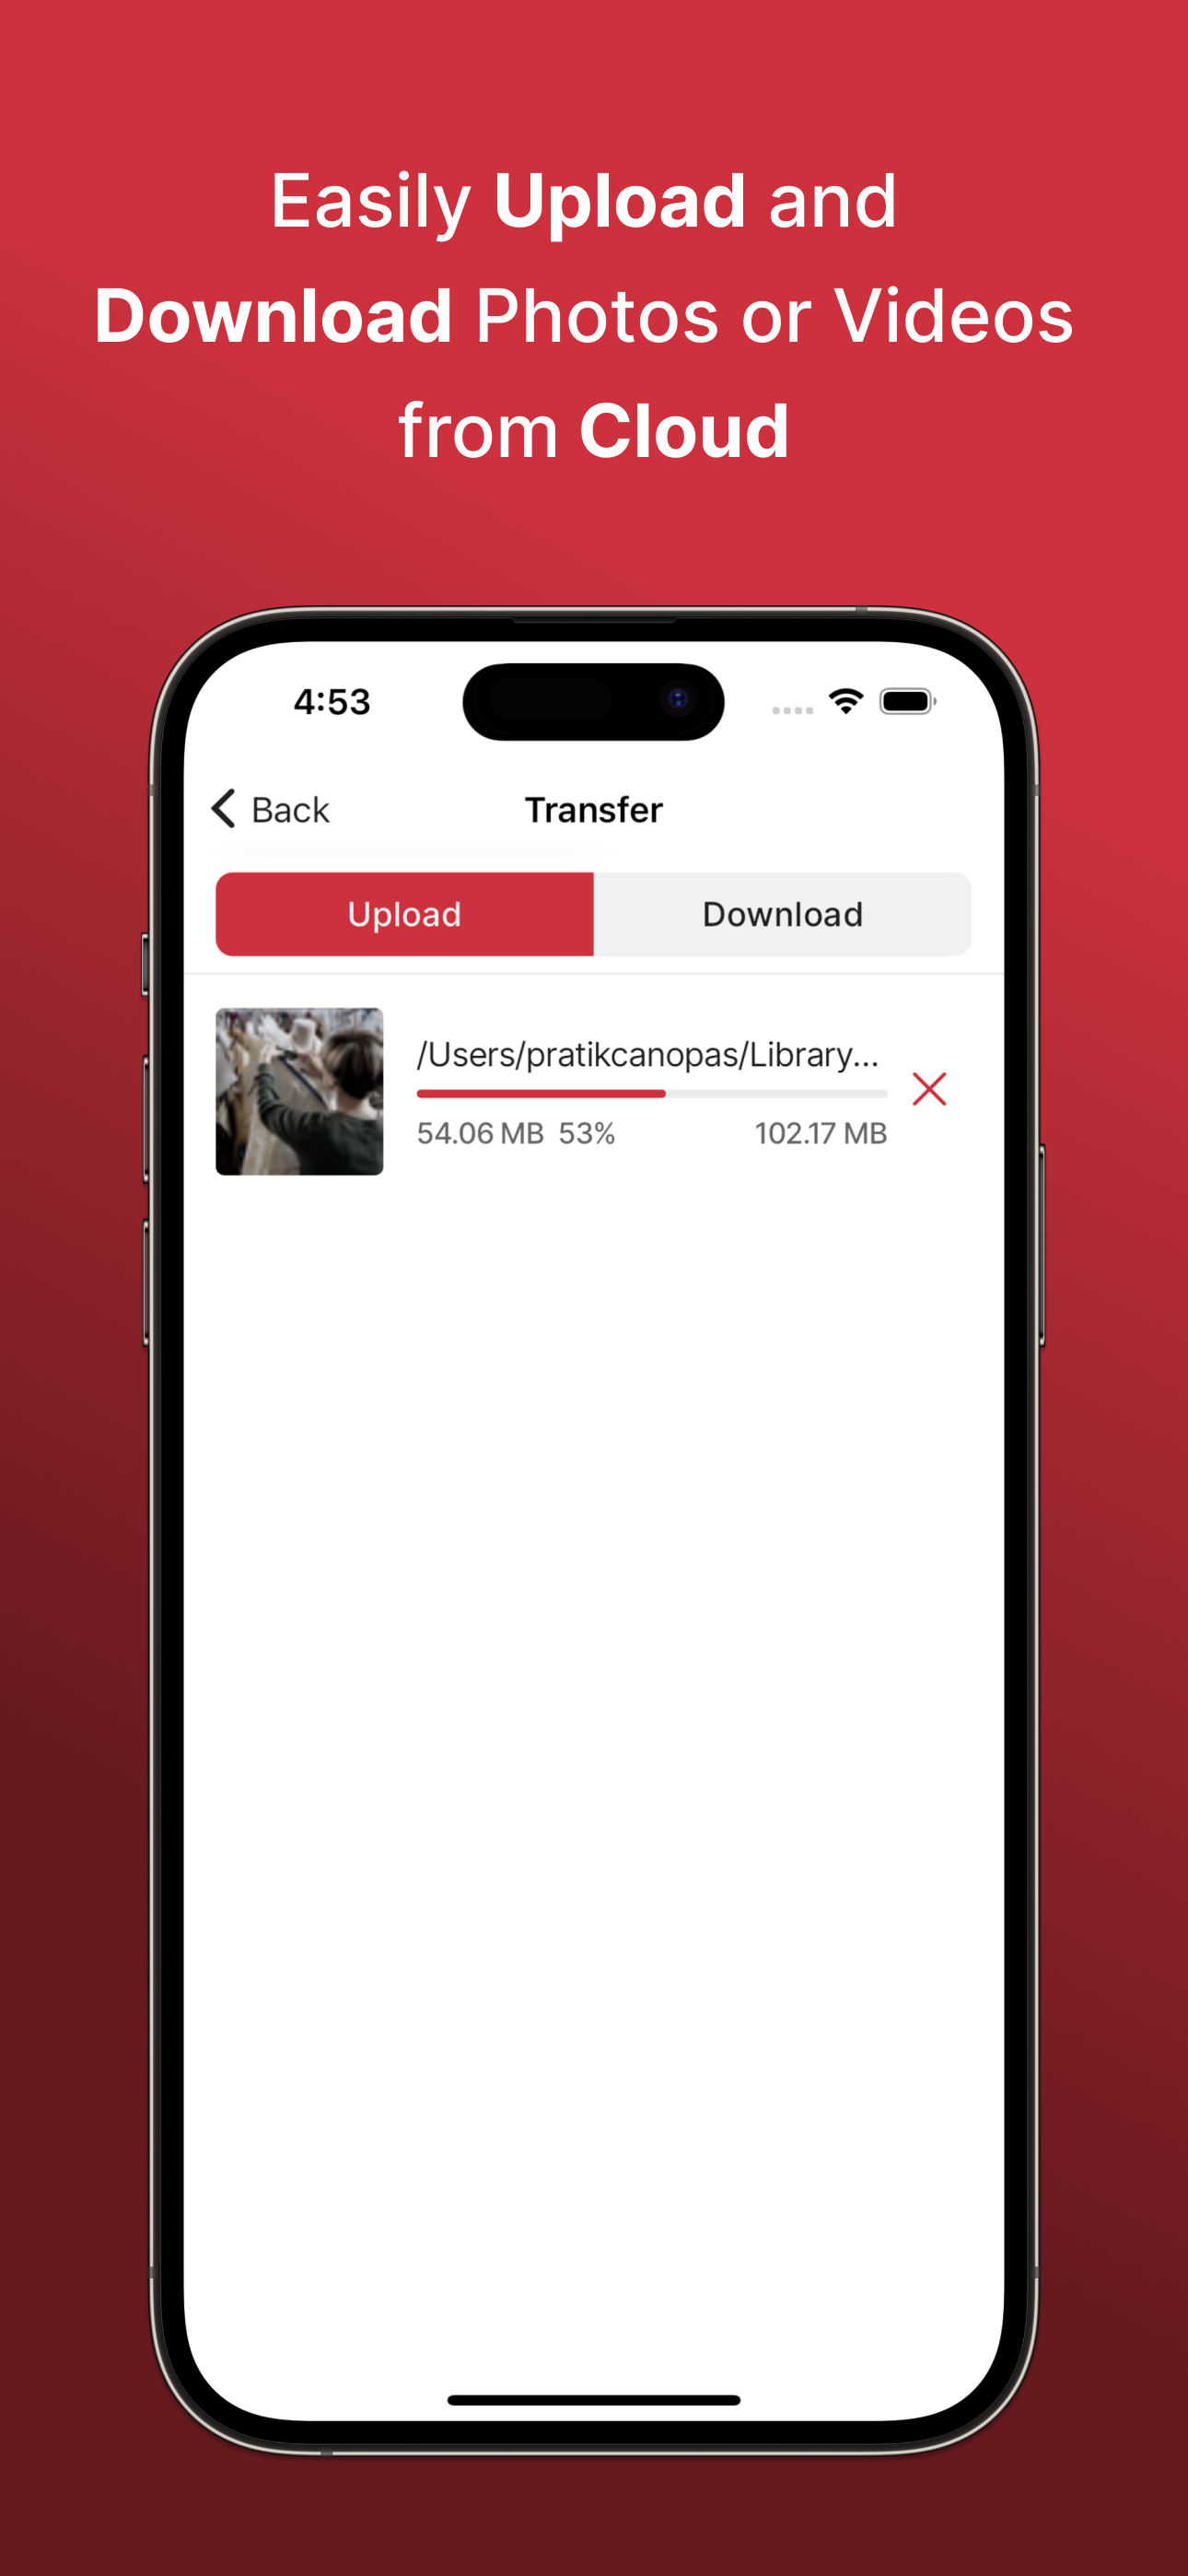 Easily Upload and
Download Photos or Videos
from Cloud
4:53
Back
Transfer
Upload
Download
/Users/pratikcanopas/Library...
54.06 MB 53%
102.17 MB